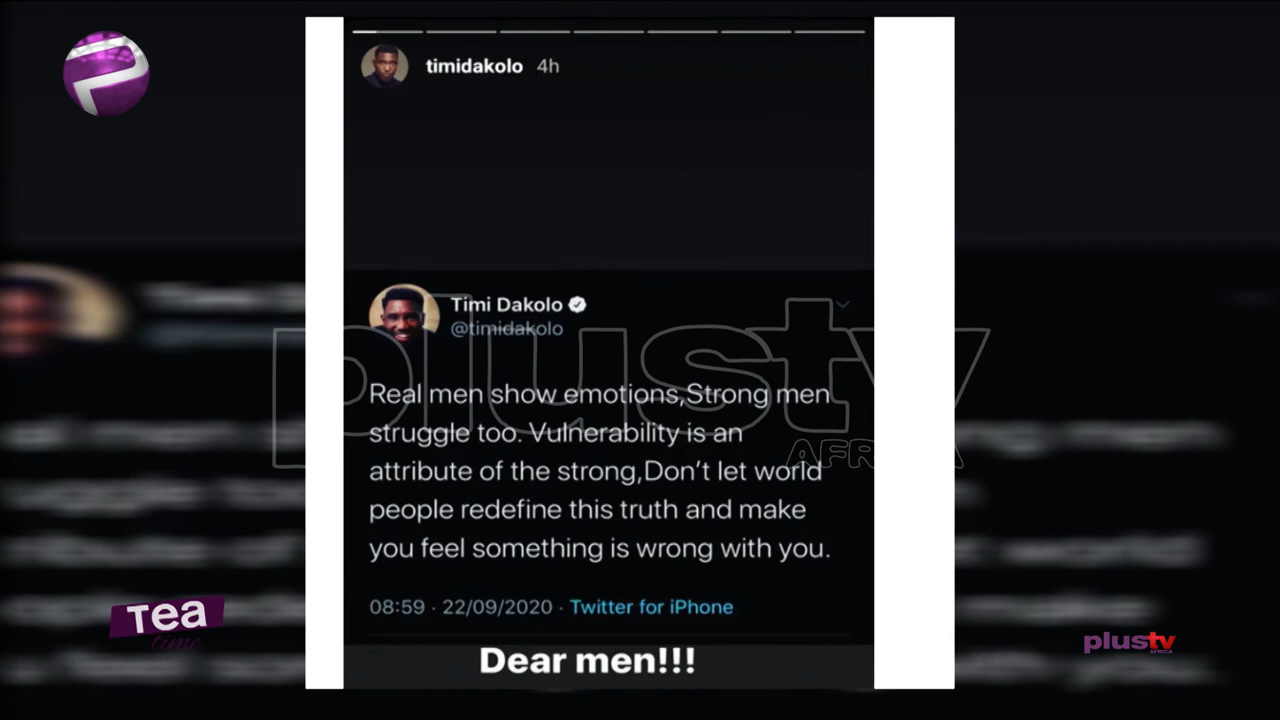 timidakolo 4h
Timi Dakolo
@timidakolo
Real men show emotions,Strong men
struggle too. Vulnerability is an
attribute of the strong,Don't let world
people redefine this truth and make
you feel something is wrong with you.
08:59 · 22/09/2020 · Twitter for iPhone
Dear men!!!
plustv
AFRICA
Tea
time
plustv
AFRICA